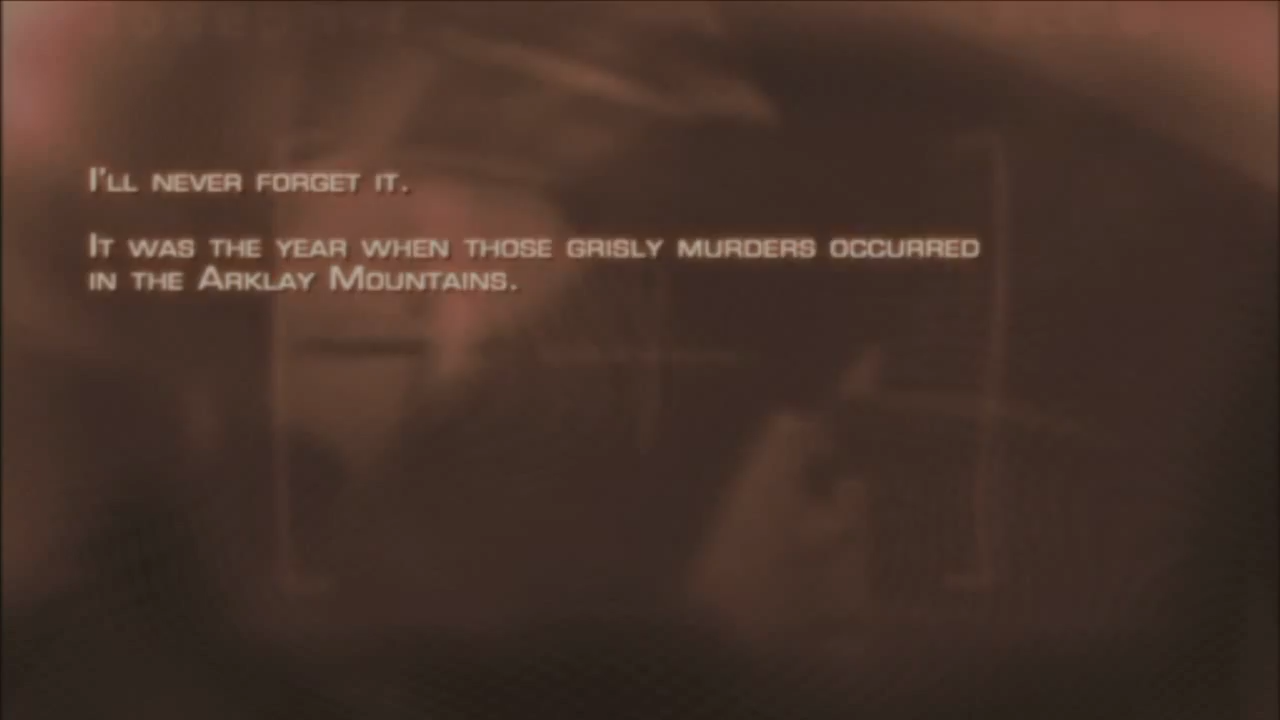 I'll never forget it.
It was the year when those grisly murders occurred
in the Arklay Mountains.